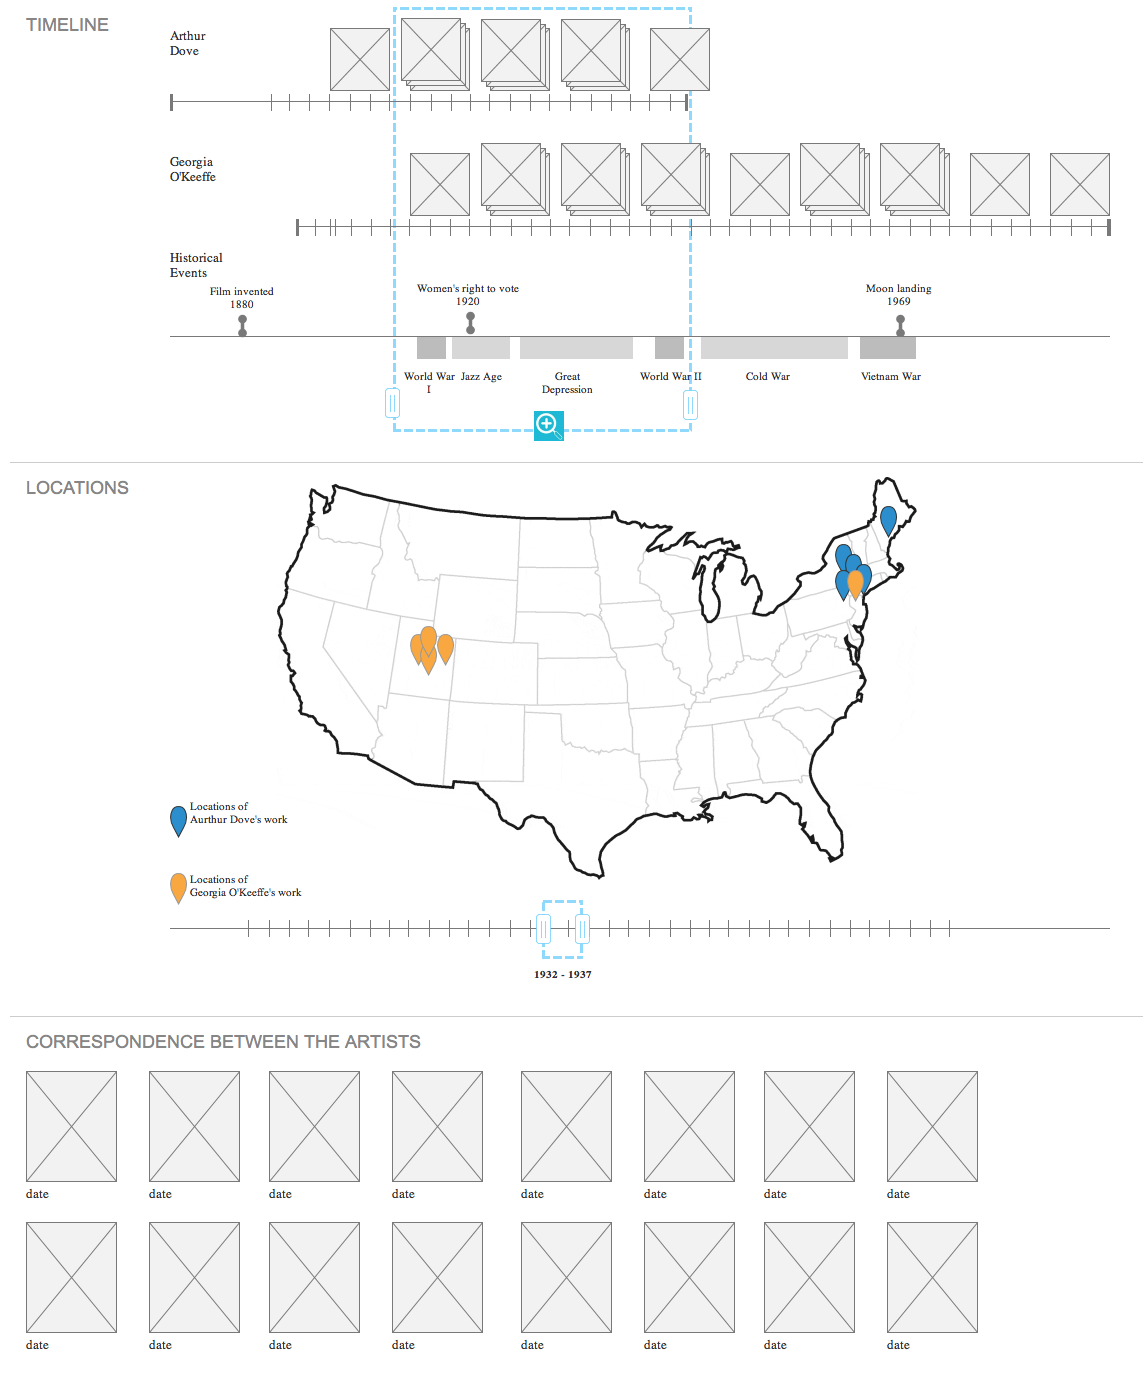 TIMELINE
Arthur
Dove
Georgia
O'Keeffe
Historical
Events
Film invented
1880
Women's right to vote
1920
Moon landing
1969
World War
I
Jazz Age
Great
Depression
World War II
Cold War
Vietnam War
LOCATIONS
Locations of
Aurthur Dove's work
Locations of
Georgia O'Keeffe's work
1932 - 1937
CORRESPONDENCE BETWEEN THE ARTISTS
date date date date date date date date
date date date date date date date date